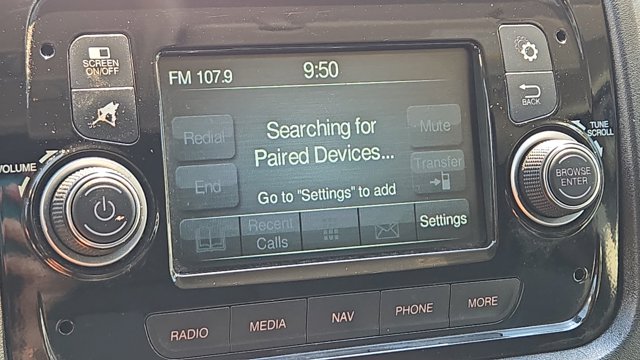 SCREEN
ON/OFF
FM 107.9
9:50
BACK
Redial
Searching for
Paired Devices...
Mute
Transfer
End
Go to "Settings" to add
Recent
Calls
Settings
VOLUME
TUNE
SCROLL
BROWSE
ENTER
RADIO
MEDIA
NAV
PHONE
MORE